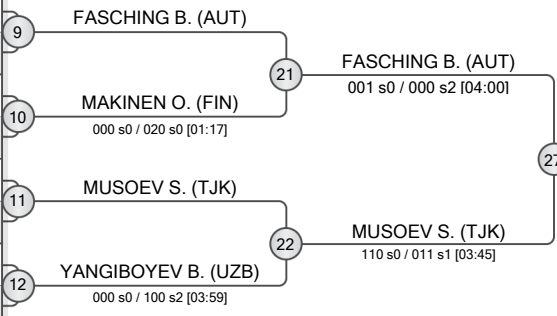 9
FASCHING B. (AUT)
21
FASCHING B. (AUT)
001 s0 / 000 s2 [04:00]
10
MAKINEN O. (FIN)
000 s0 / 020 s0 [01:17]
27
11
MUSOEV S. (TJK)
22
MUSOEV S. (TJK)
110 s0 / 011 s1 [03:45]
12
YANGIBOYEV B. (UZB)
000 s0 / 100 s2 [03:59]